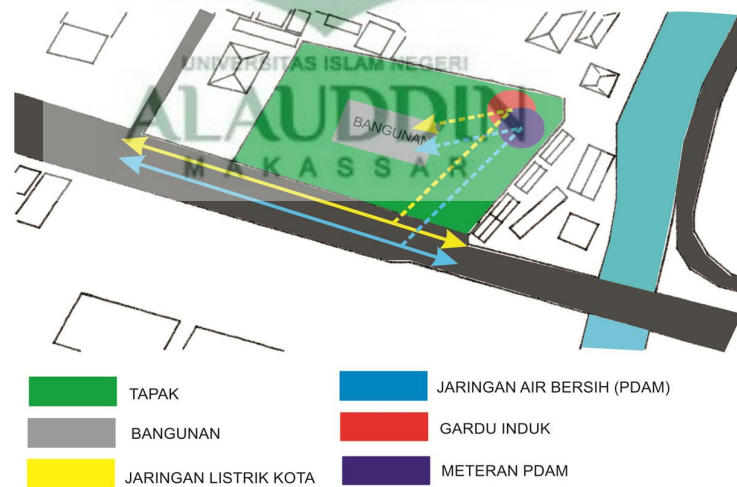 UNIVERSITAS ISLAM NEGERI
ALAUDDIN
MAKASSAR
BANGUNAN
TAPAK
BANGUNAN
JARINGAN LISTRIK KOTA
JARINGAN AIR BERSIH (PDAM)
GARDU INDUK
METERAN PDAM